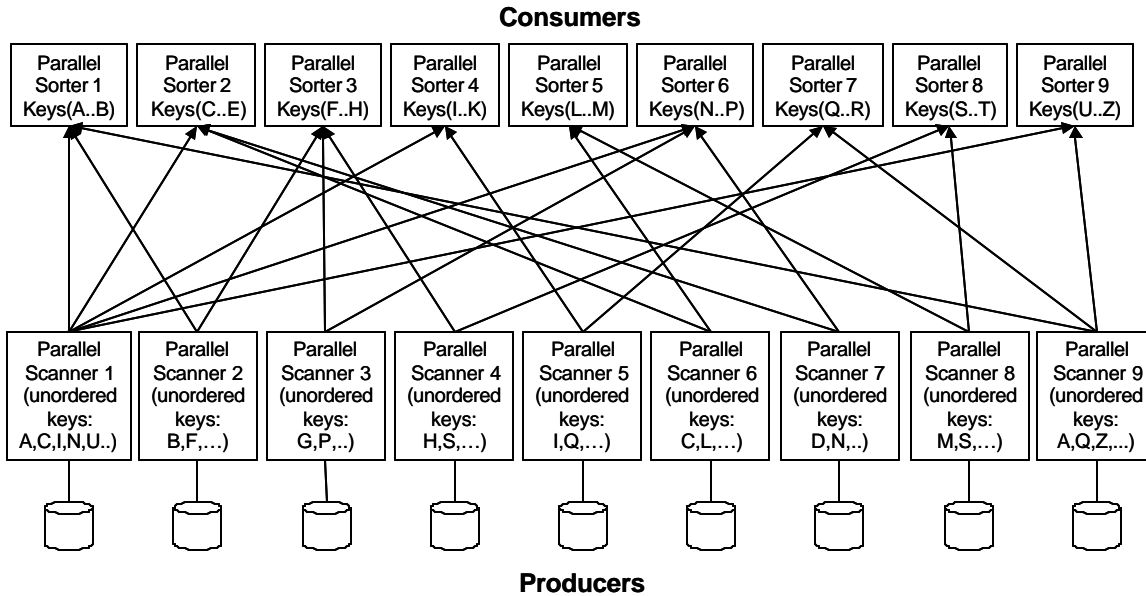 Consumers
Parallel
Sorter 1
Keys(A..B)
Parallel
Sorter 2
Keys(C..E)
Parallel
Sorter 3
Keys(F..H)
Parallel
Sorter 4
Keys(I..K)
Parallel
Sorter 5
Keys(L..M)
Parallel
Sorter 6
Keys(N..P)
Parallel
Sorter 7
Keys(Q..R)
Parallel
Sorter 8
Keys(S..T)
Parallel
Sorter 9
Keys(U..Z)
Parallel
Scanner 1
(unordered
keys:
A,C,I,N,U..)
Parallel
Scanner 2
(unordered
keys:
B,F,…)
Parallel
Scanner 3
(unordered
keys:
G,P,..)
Parallel
Scanner 4
(unordered
keys:
H,S,…)
Parallel
Scanner 5
(unordered
keys:
I,Q,…)
Parallel
Scanner 6
(unordered
keys:
C,L,…)
Parallel
Scanner 7
(unordered
keys:
D,N,..)
Parallel
Scanner 8
(unordered
keys:
M,S,…)
Parallel
Scanner 9
(unordered
keys:
A,Q,Z,...)
Producers